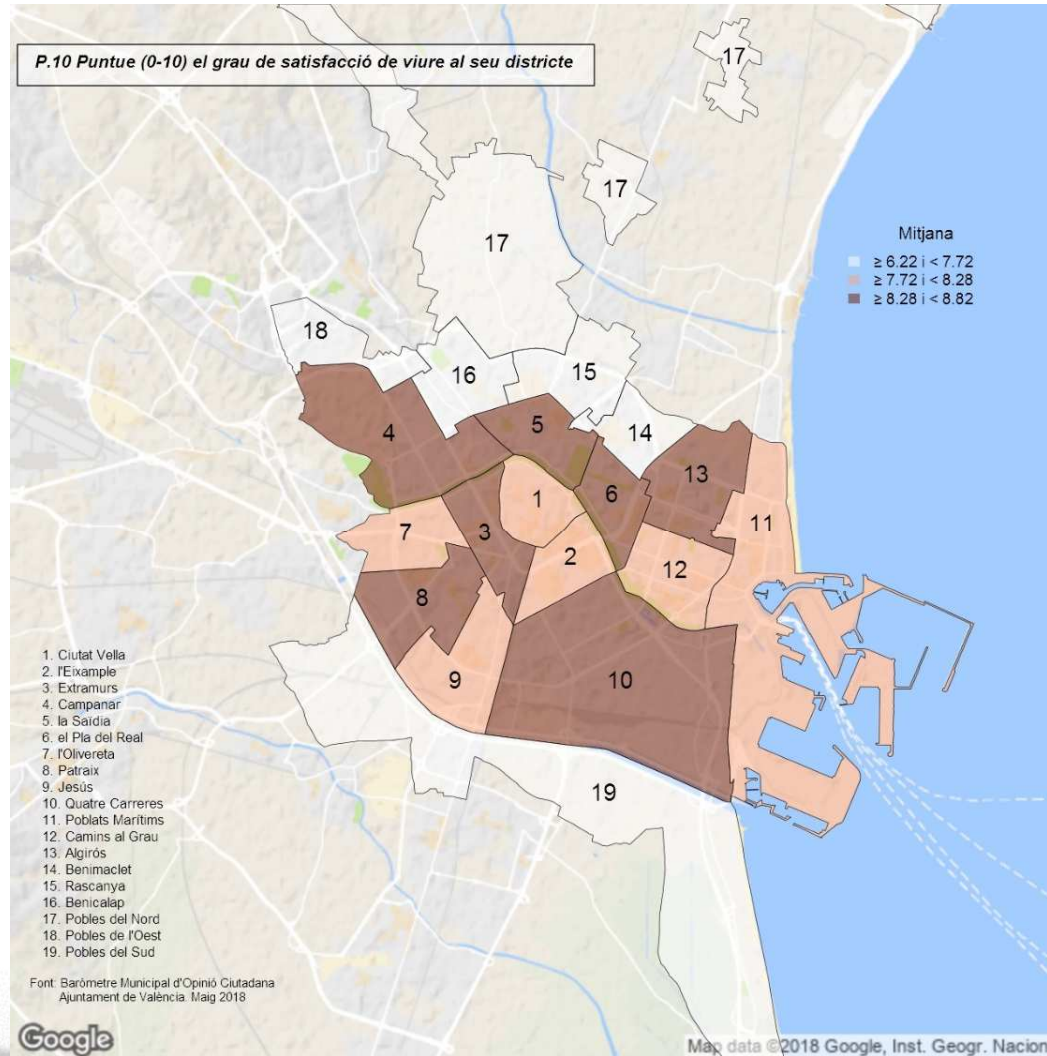 P.10 Puntue (0-10) el grau de satisfacció de viure al seu districte
17
17
17
Mitjana
≥ 6.22 i < 7.72
≥ 7.72 i < 8.28
≥ 8.28 i < 8.82
18
16
15
4
5
14
13
6
1
11
3
7
2
12
8
9
10
19
1. Ciutat Vella
2. l'Eixample
3. Extramurs
4. Campanar
5. la Saïdia
6. el Pla del Real
7. l'Olivereta
8. Patraix
9. Jesús
10. Quatre Carreres
11. Poblats Marítims
12. Camins al Grau
13. Algirós
14. Benimaclet
15. Rascanya
16. Benicalap
17. Pobles del Nord
18. Pobles de l'Oest
19. Pobles del Sud
Font: Baròmetre Municipal d'Opinió Ciutadana
Ajuntament de València. Maig 2018
Google
Map data ©2018 Google, Inst. Geogr. Nacion